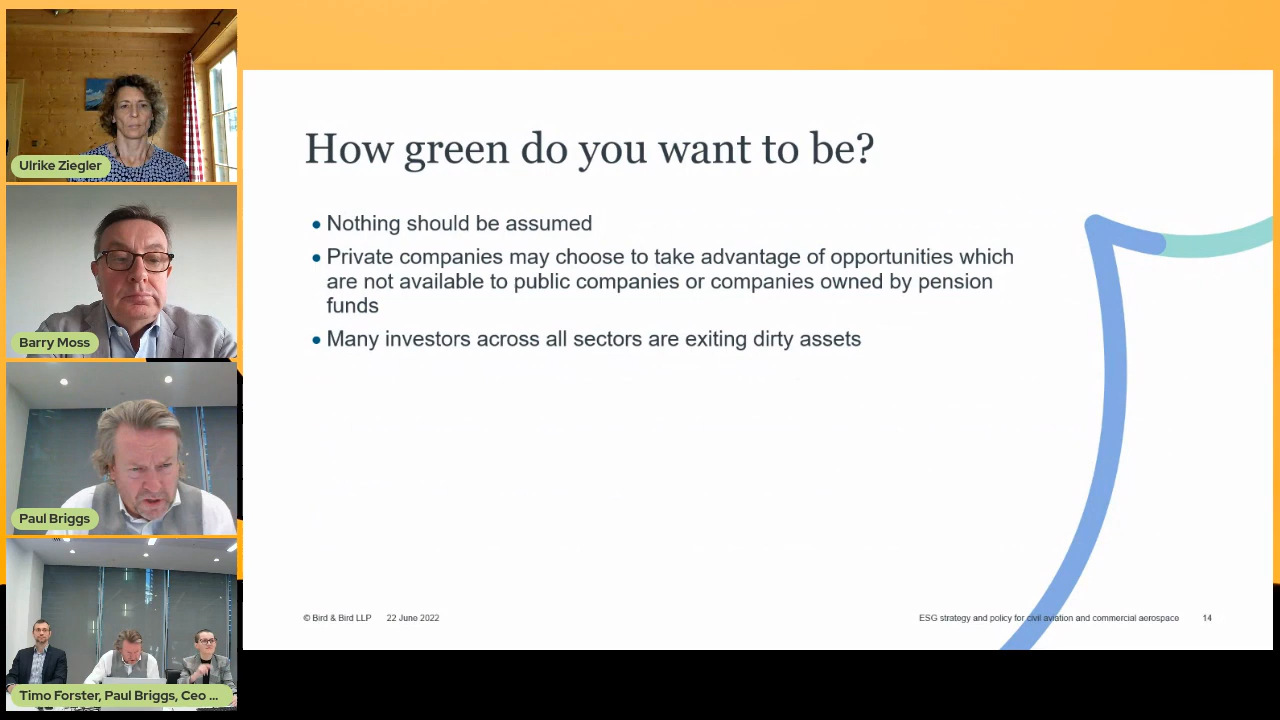 Ulrike Ziegler
Barry Moss
Paul Briggs
Timo Forster, Paul Briggs, Ceo ...
How green do you want to be?
• Nothing should be assumed
• Private companies may choose to take advantage of opportunities which
are not available to public companies or companies owned by pension
funds
• Many investors across all sectors are exiting dirty assets
© Bird & Bird LLP 22 June 2022
ESG strategy and policy for civil aviation and commercial aerospace 14